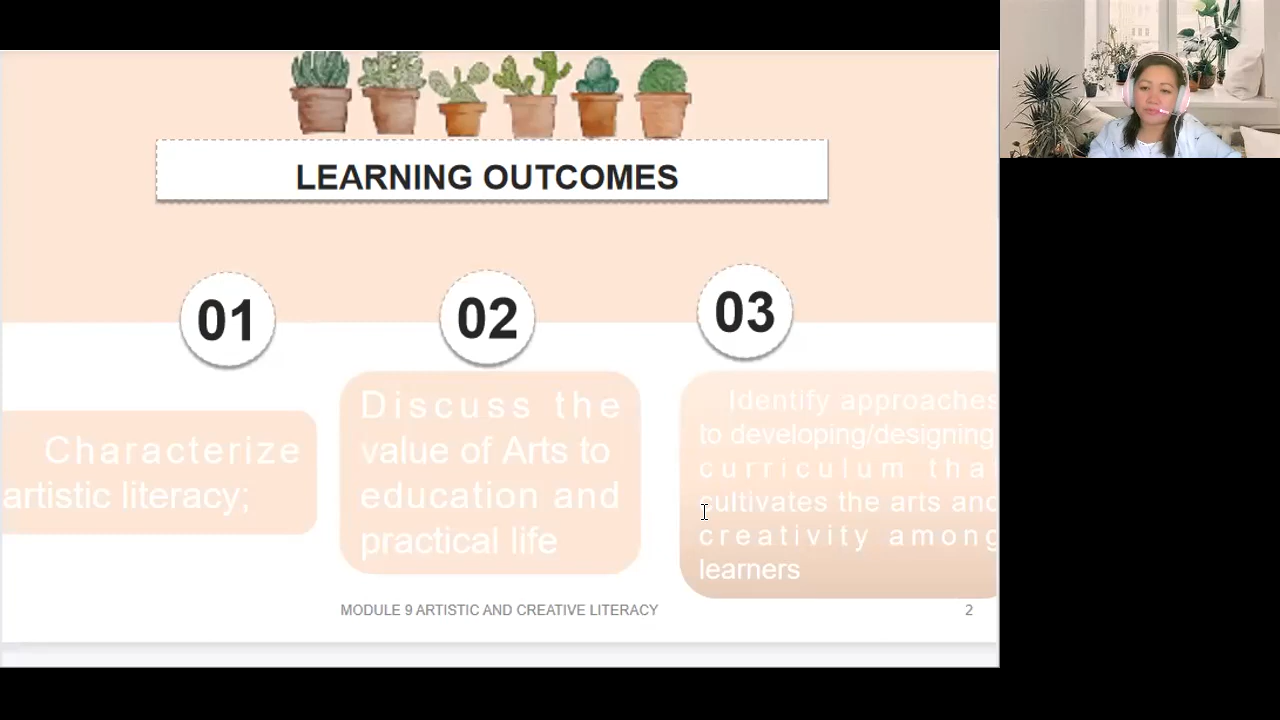 LEARNING OUTCOMES
01
02
03
Characterize
artistic literacy;
Discuss the
value of Arts to
education and
practical life
Identify approaches
to developing/designing
curriculum that
cultivates the arts and
creativity among
learners
MODULE 9 ARTISTIC AND CREATIVE LITERACY
2